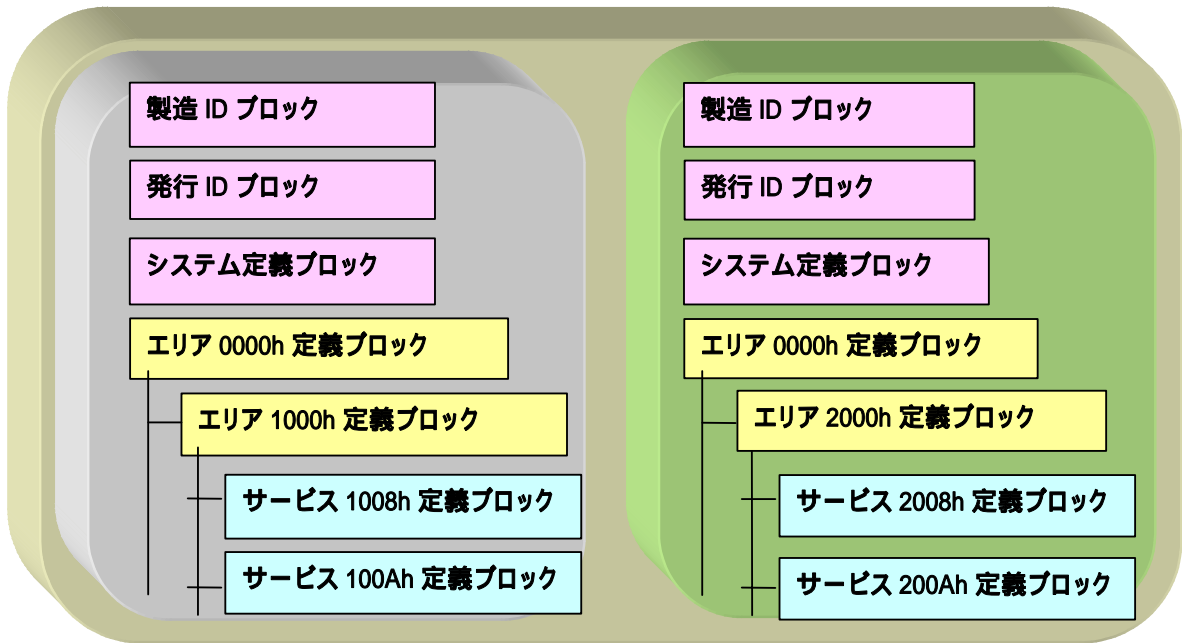 製造 ID ブロック
発行 ID ブロック
システム定義ブロック
エリア 0000h 定義ブロック
エリア 1000h 定義ブロック
サービス 1008h 定義ブロック
サービス 100Ah 定義ブロック
製造 ID ブロック
発行 ID ブロック
システム定義ブロック
エリア 0000h 定義ブロック
エリア 2000h 定義ブロック
サービス 2008h 定義ブロック
サービス 200Ah 定義ブロック